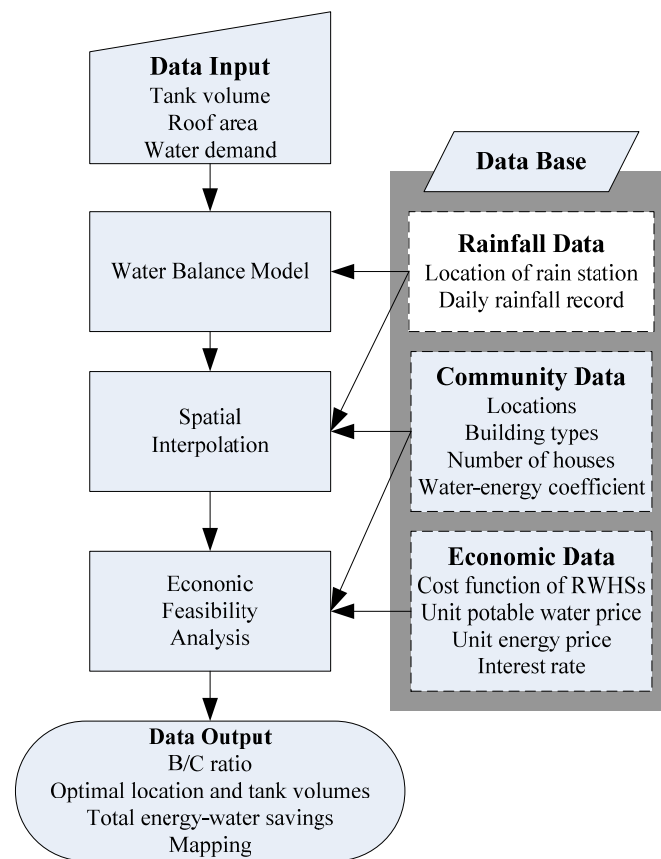 Data Input
Tank volume
Roof area
Water demand
Water Balance Model
Spatial
Interpolation
Econonic
Feasibility
Analysis
Data Output
B/C ratio
Optimal location and tank volumes
Total energy-water savings
Mapping
Data Base
Rainfall Data
Location of rain station
Daily rainfall record
Community Data
Locations
Building types
Number of houses
Water-energy coefficient
Economic Data
Cost function of RWHSs
Unit potable water price
Unit energy price
Interest rate